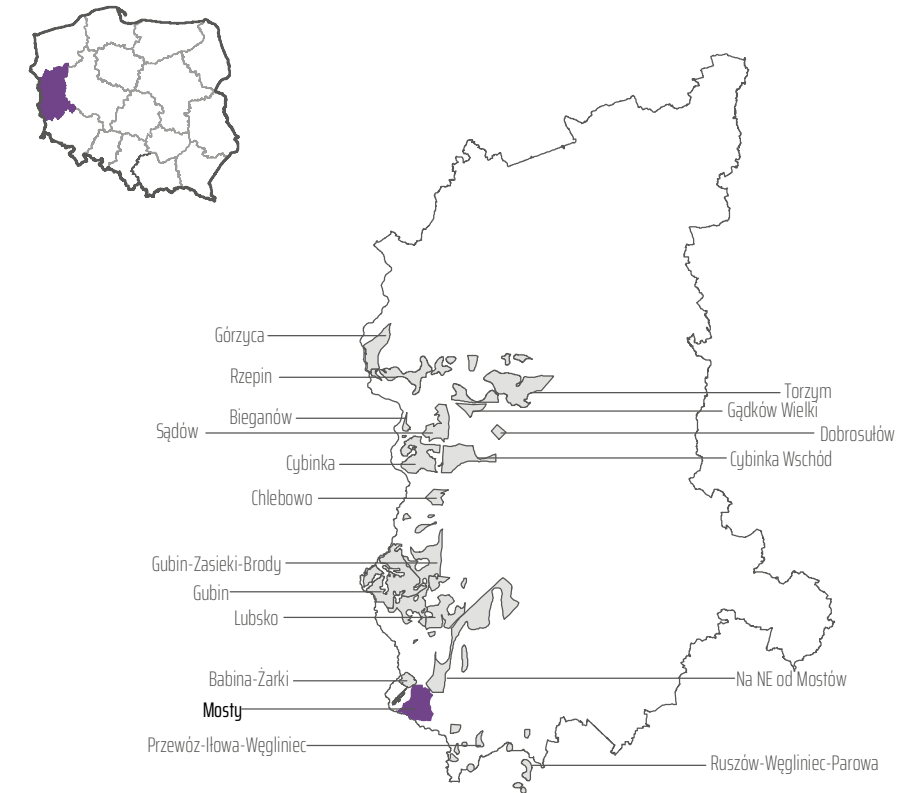 Górzyca
Rzepin
Torzym
Gądków Wielki
Bieganów
Sądów
Dobrosułów
Cybinka
Cybinka Wschód
Chlebowo
Gubin-Zasieki-Brody
Gubin
Lubsko
Babina-Żarki
Na NE od Mostów
Mosty
Przewóz-Iłowa-Węgliniec
Ruszów-Węgliniec-Parowa